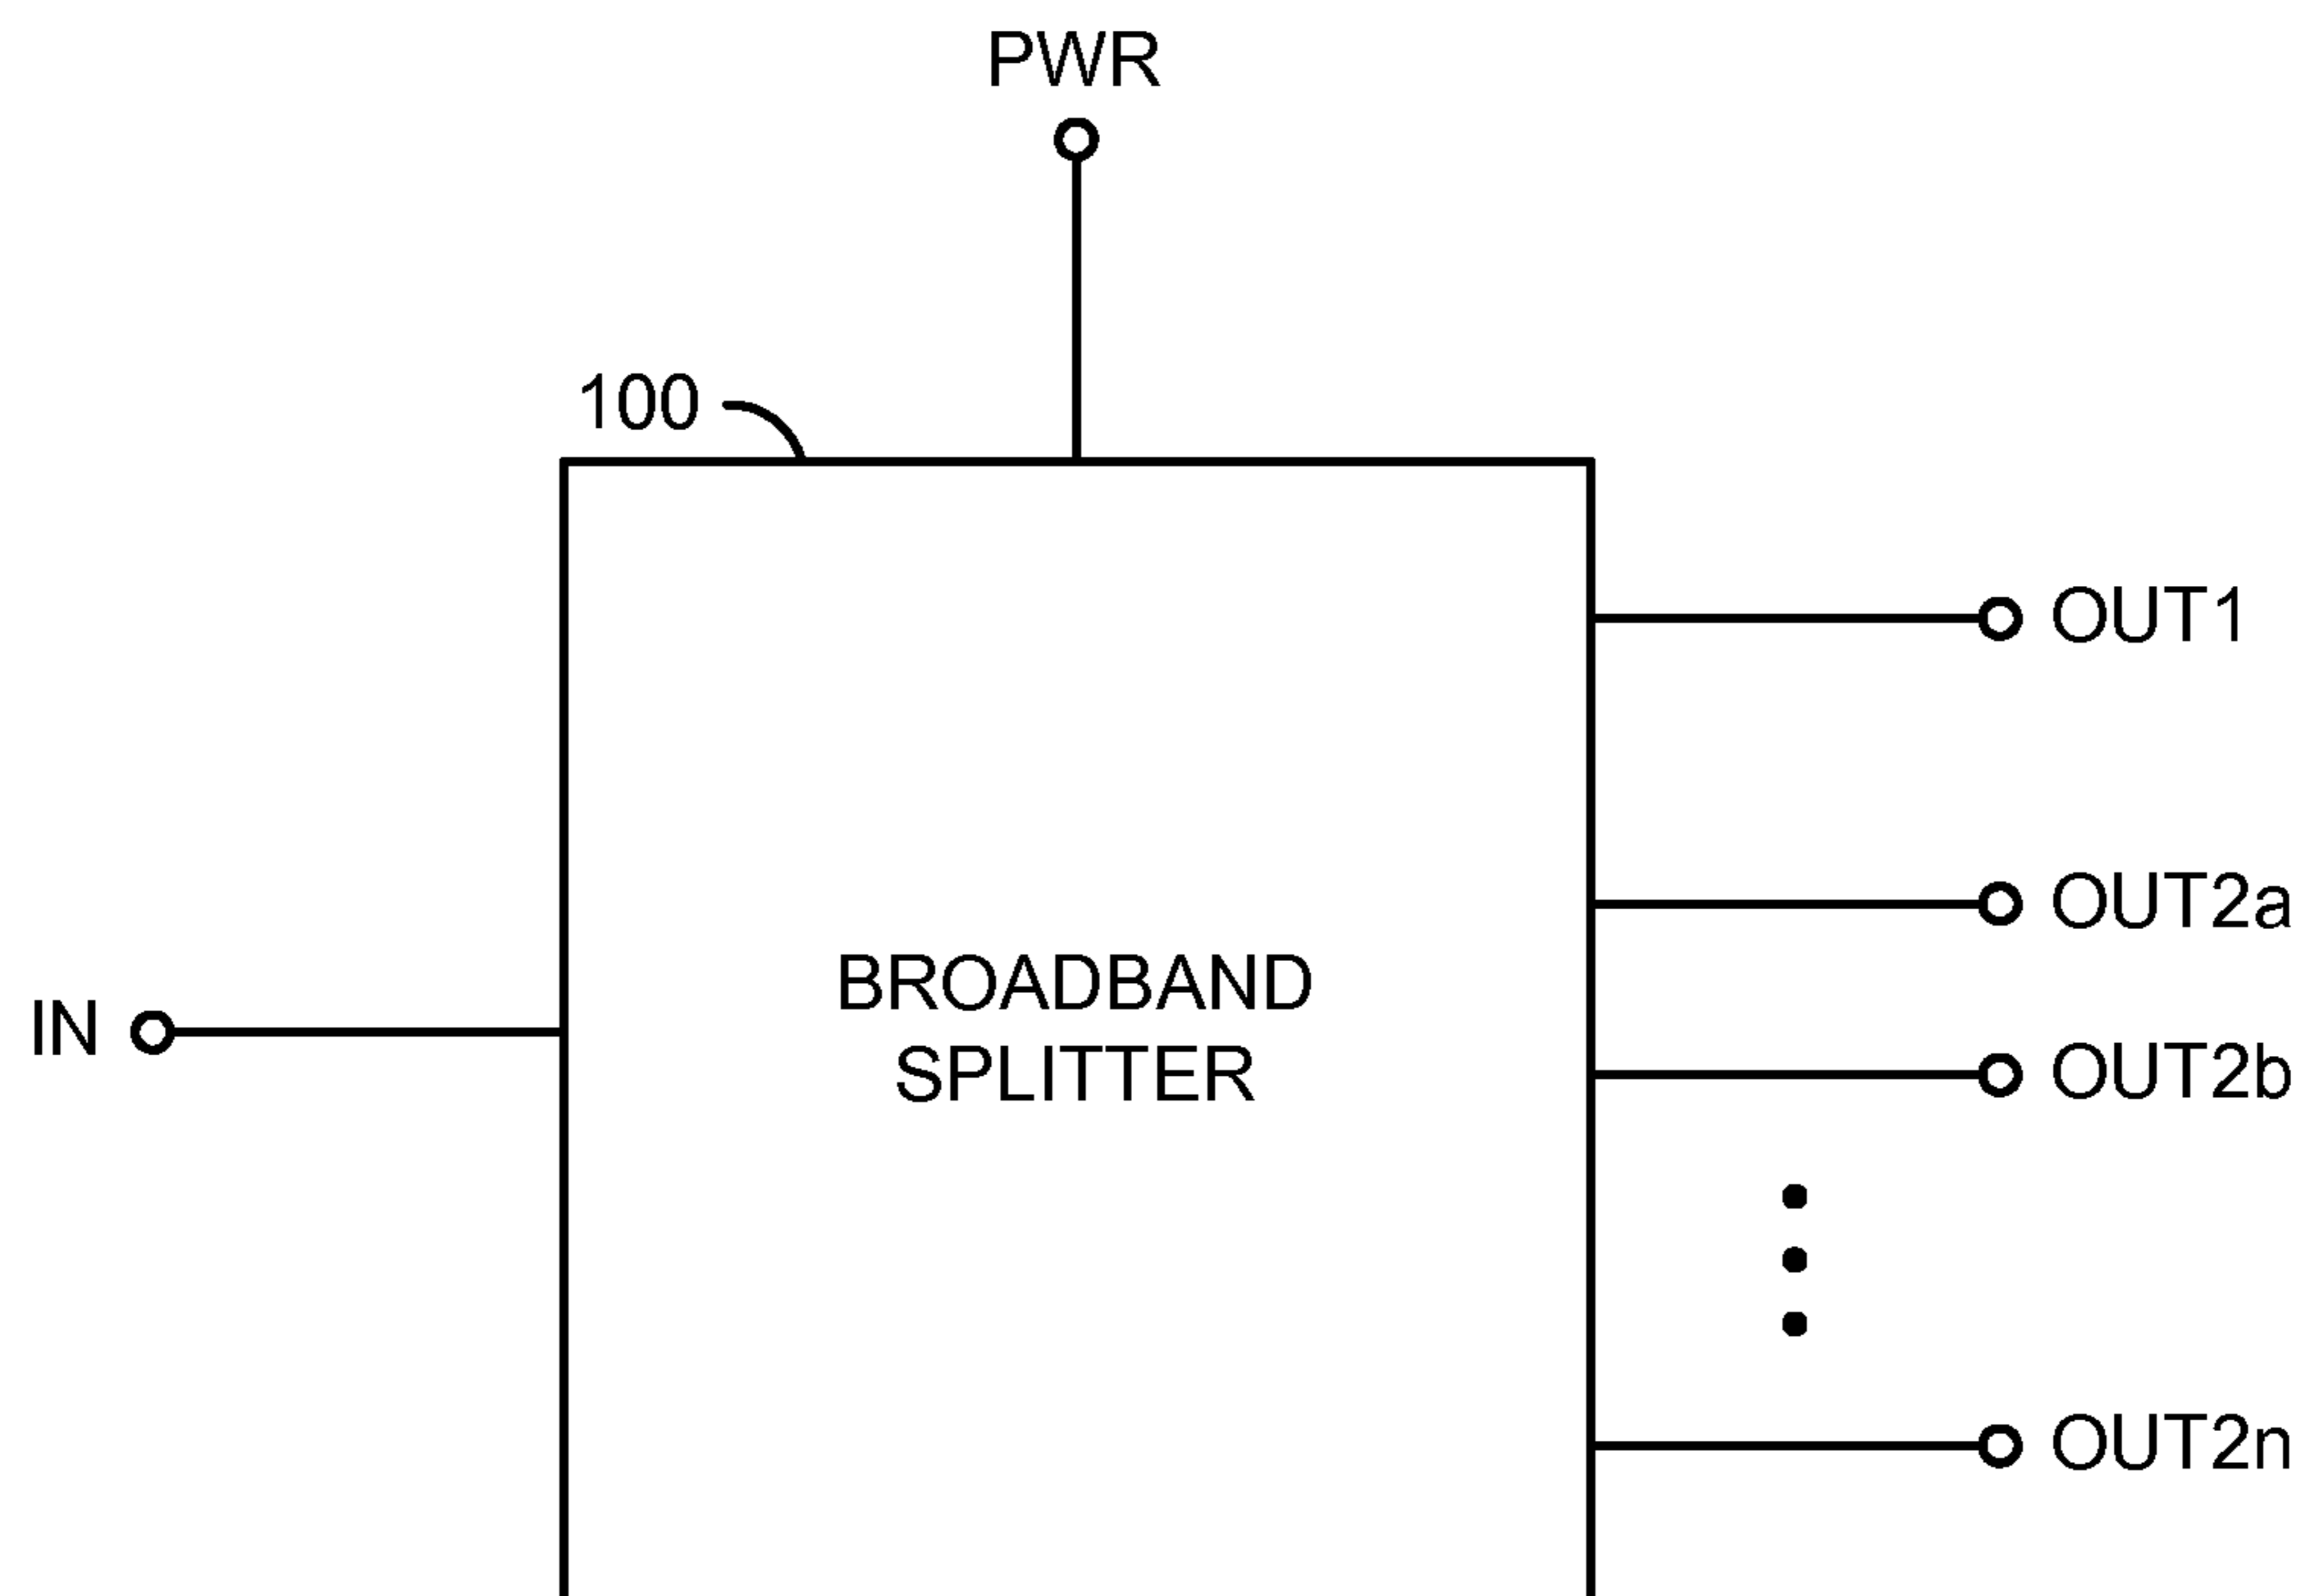 PWR
100
OUT1
OUT2a
BROADBAND
SPLITTER
IN
OUT2b
OUT2n